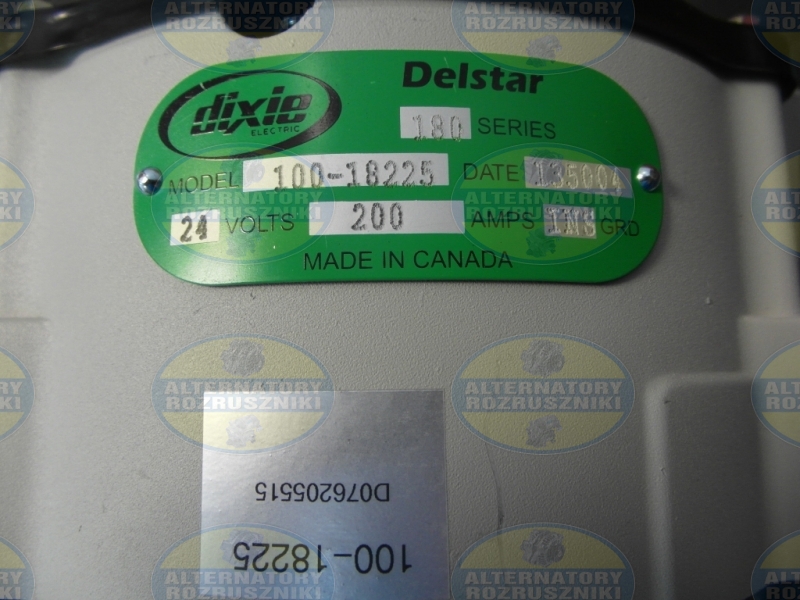 dixie
ELECTRIC
Delstar
180 SERIES
MODEL 100-18225 DATE 135004
24 VOLTS 200 AMPS INS GRD
MADE IN CANADA
D076205515
100-18225
ALTERNATORY
ROZRUSZNIKI